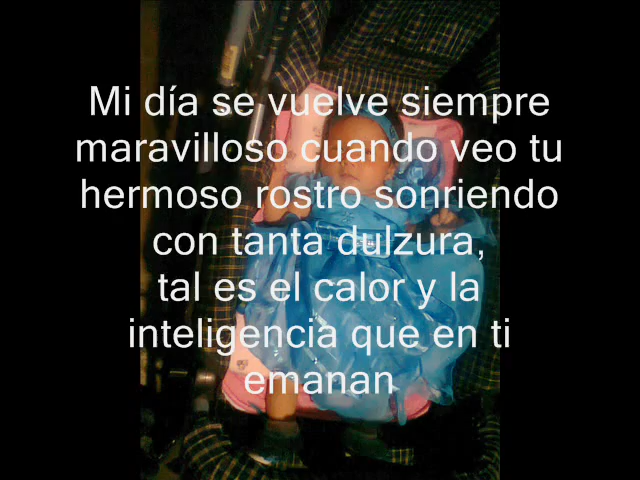 Mi día se vuelve siempre
maravilloso cuando veo tu
hermoso rostro sonriendo
con tanta dulzura,
tal es el calor y la
inteligencia que en ti
emanan